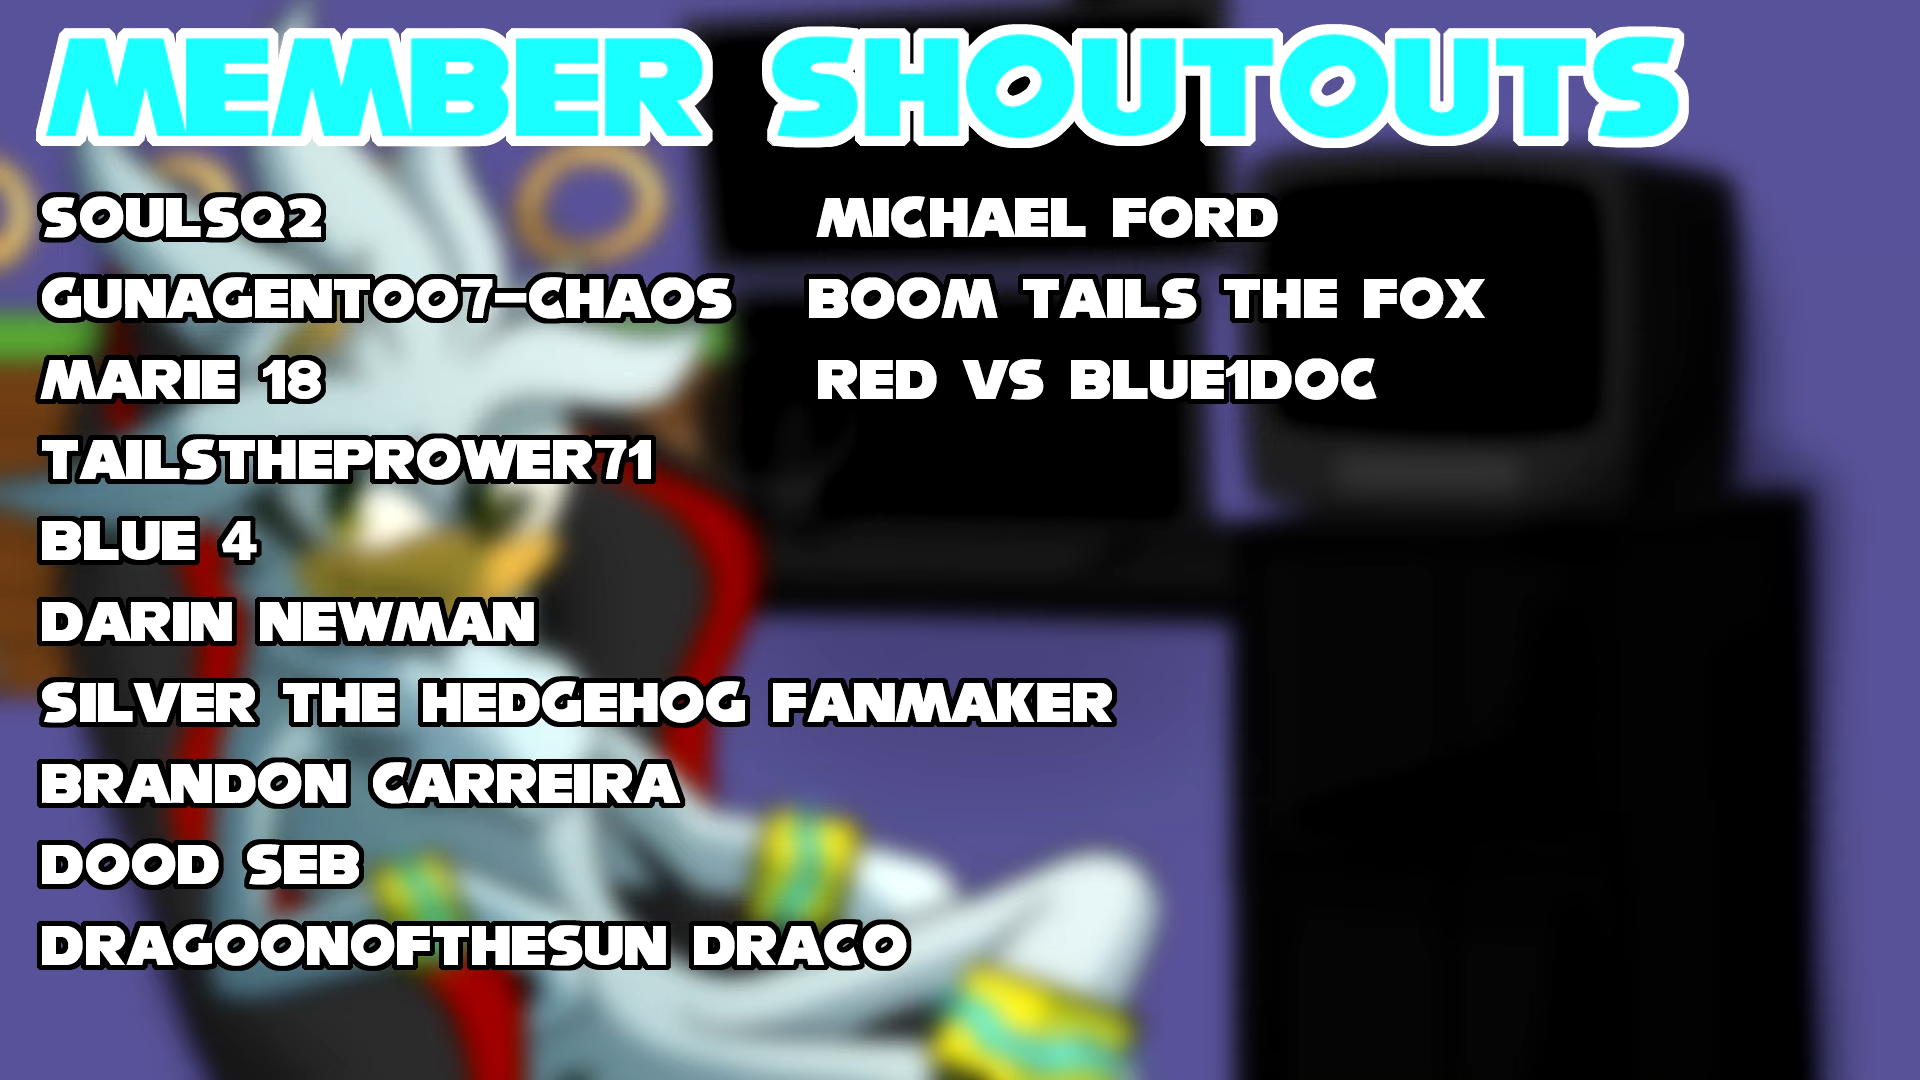 MEMBER SHOUTOUTS
SOULSQ2
GUNAGENT007-CHAOS
MARIE 18
TAILSTHEPROWER71
BLUE 4
DARIN NEWMAN
SILVER THE HEDGEHOG FANMAKER
BRANDON CARREIRA
DOOD SEB
DRAGOONOFTHESUN DRACO
MICHAEL FORD
BOOM TAILS THE FOX
RED VS BLUE1DOC